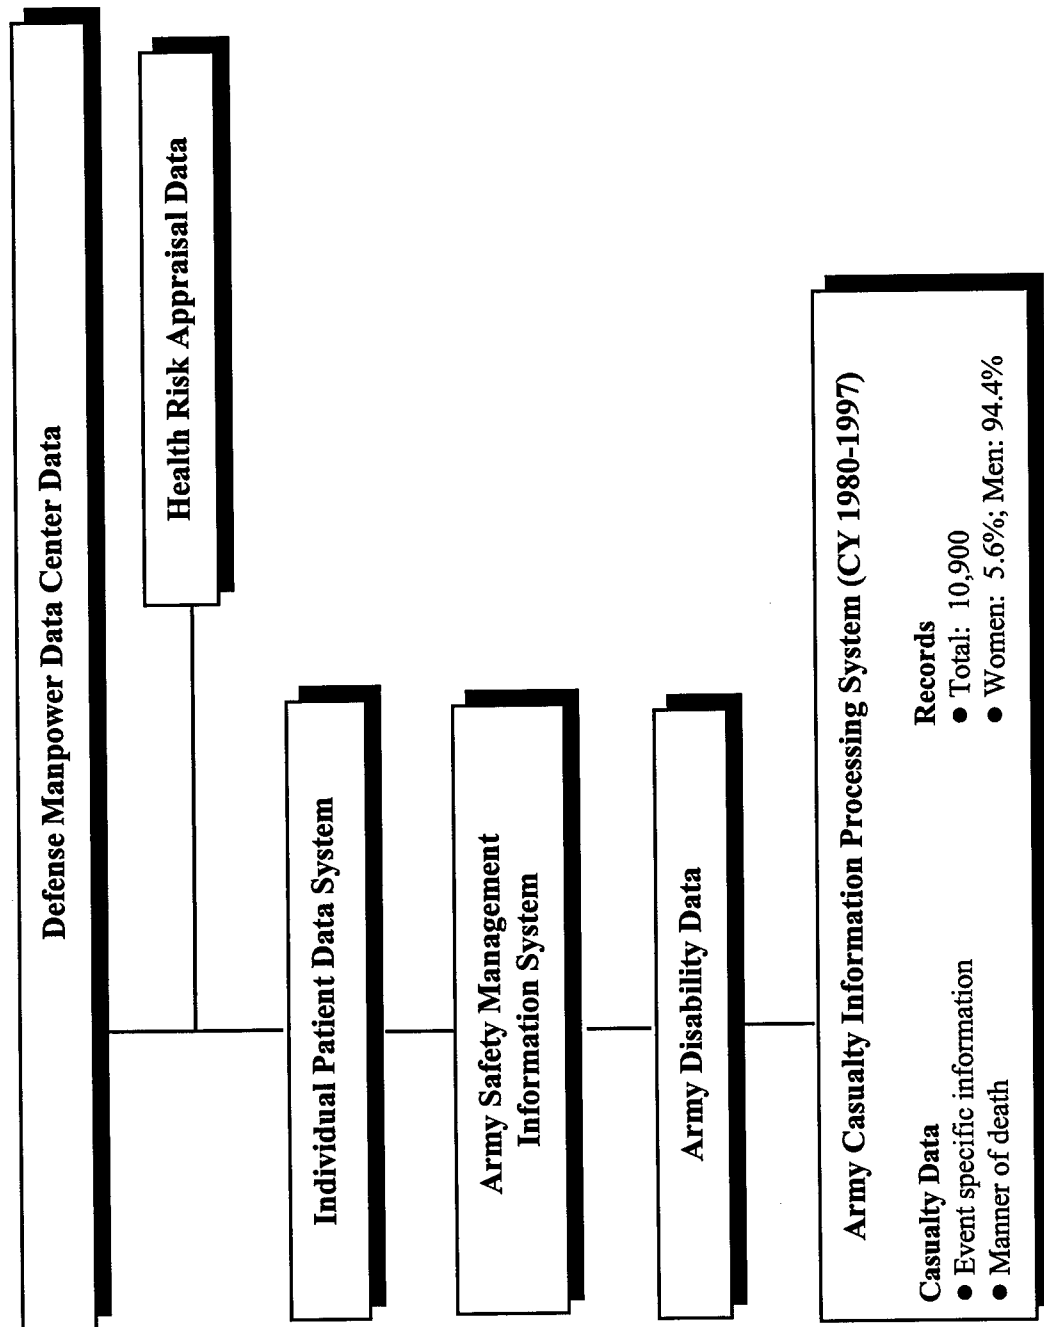 Defense Manpower Data Center Data
Health Risk Appraisal Data
Individual Patient Data System
Army Safety Management
Information System
Army Disability Data
Army Casualty Information Processing System (CY 1980-1997)
Casualty Data
● Event specific information
● Manner of death
Records
● Total: 10,900
● Women: 5.6%; Men: 94.4%